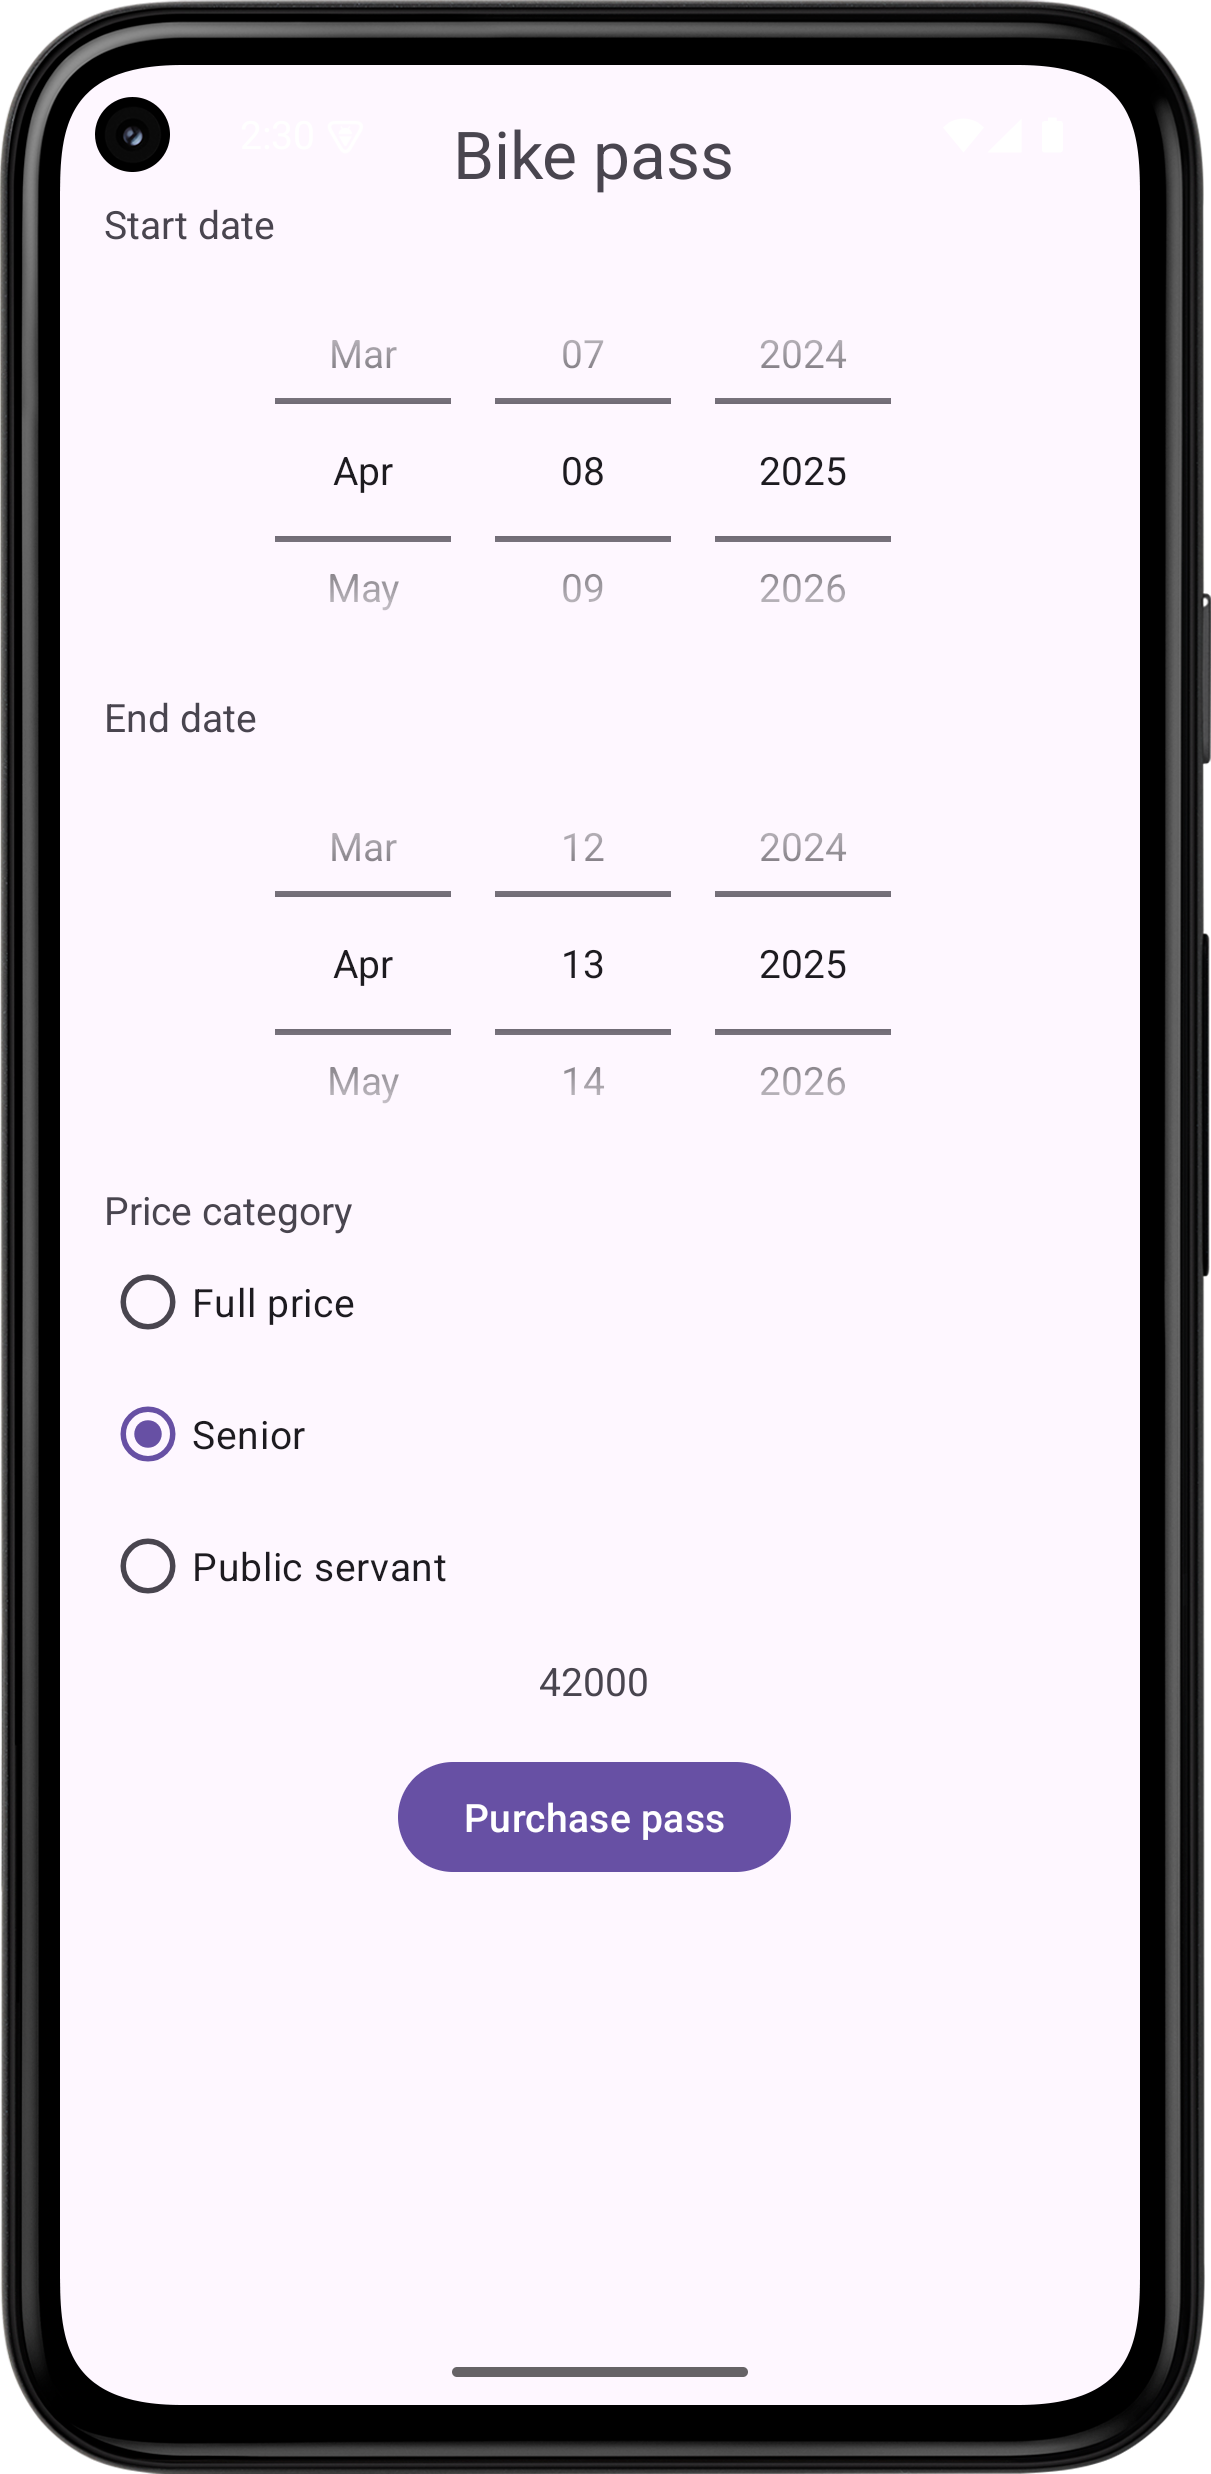 2:30
Bike pass
Start date
Mar 07 2024
Apr 08 2025
May 09 2026
End date
Mar 12 2024
Apr 13 2025
May 14 2026
Price category
Full price
Senior
Public servant
42000
Purchase pass